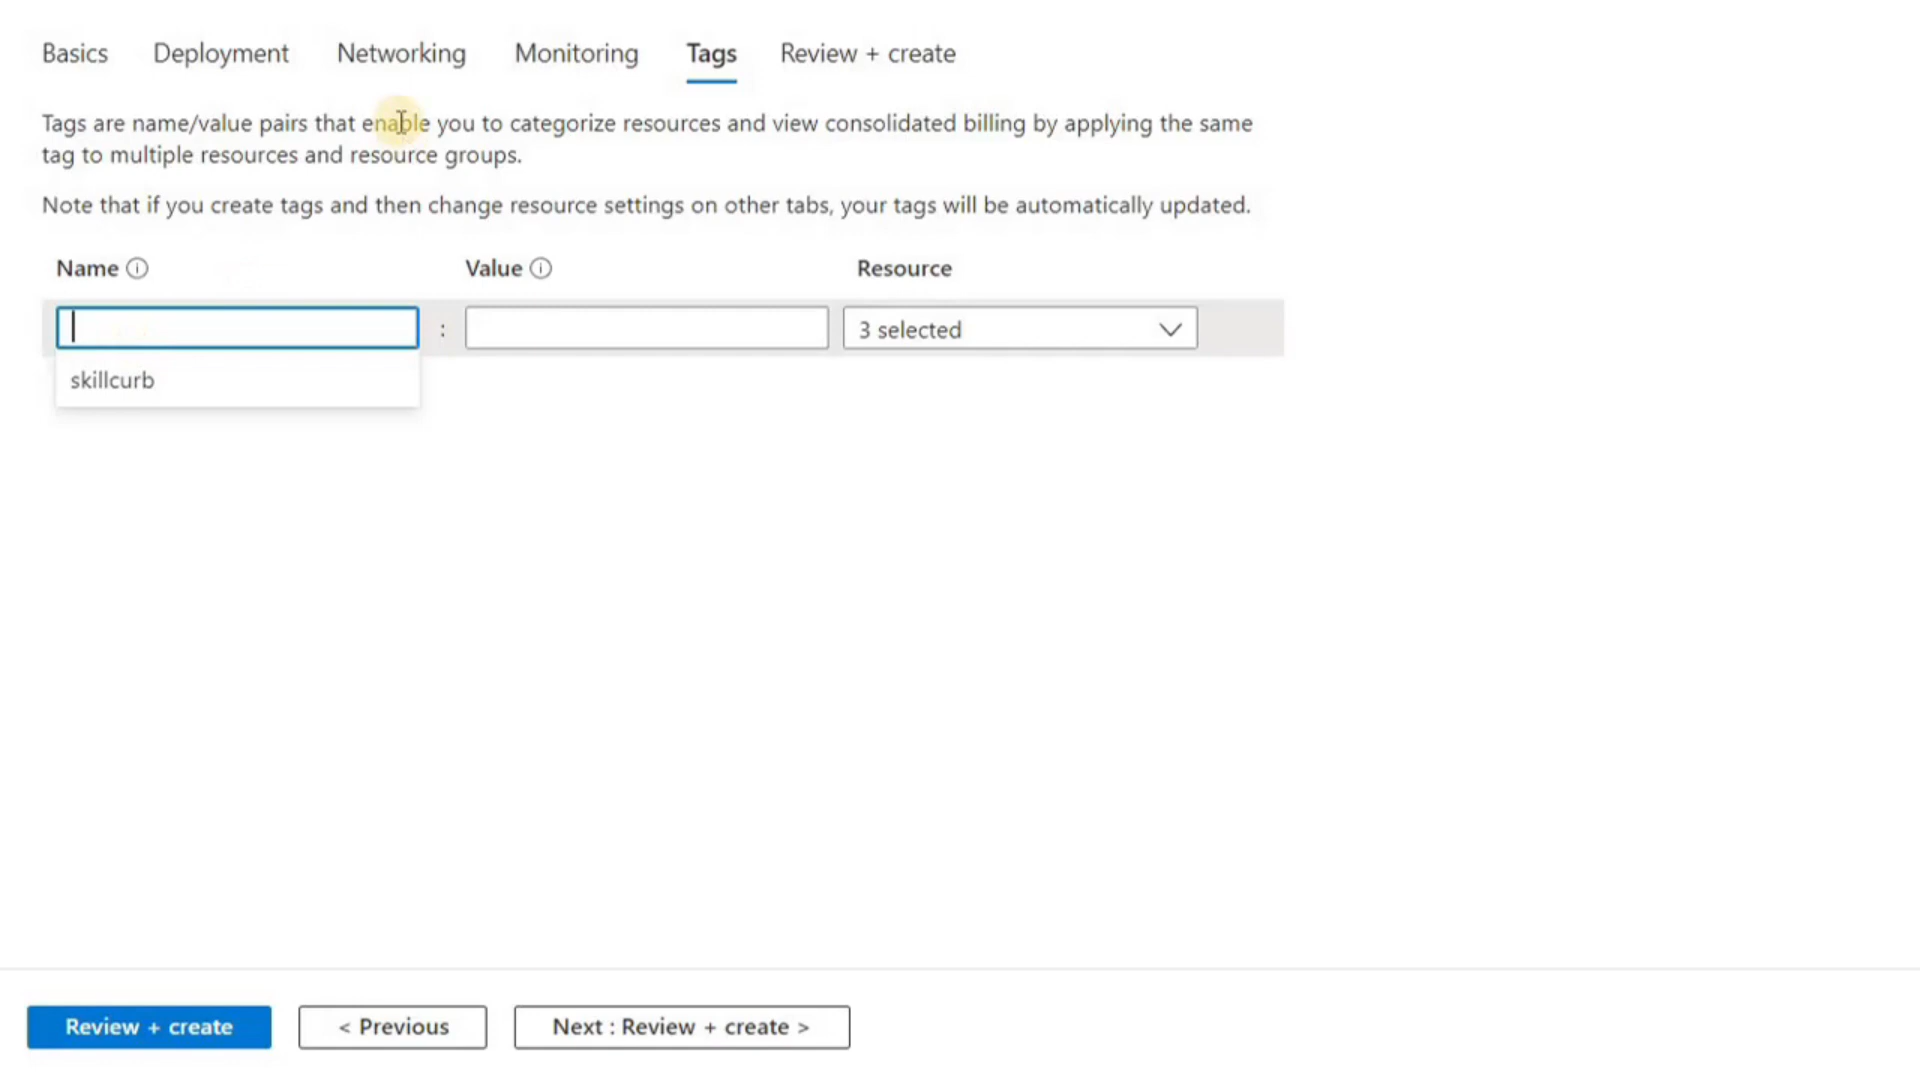 Basics Deployment Networking Monitoring Tags Review + create
Tags are name/value pairs that enable you to categorize resources and view consolidated billing by applying the same
tag to multiple resources and resource groups.
Note that if you create tags and then change resource settings on other tabs, your tags will be automatically updated.
Name Value Resource
: 3 selected
skillcurb
Review + create < Previous Next : Review + create >